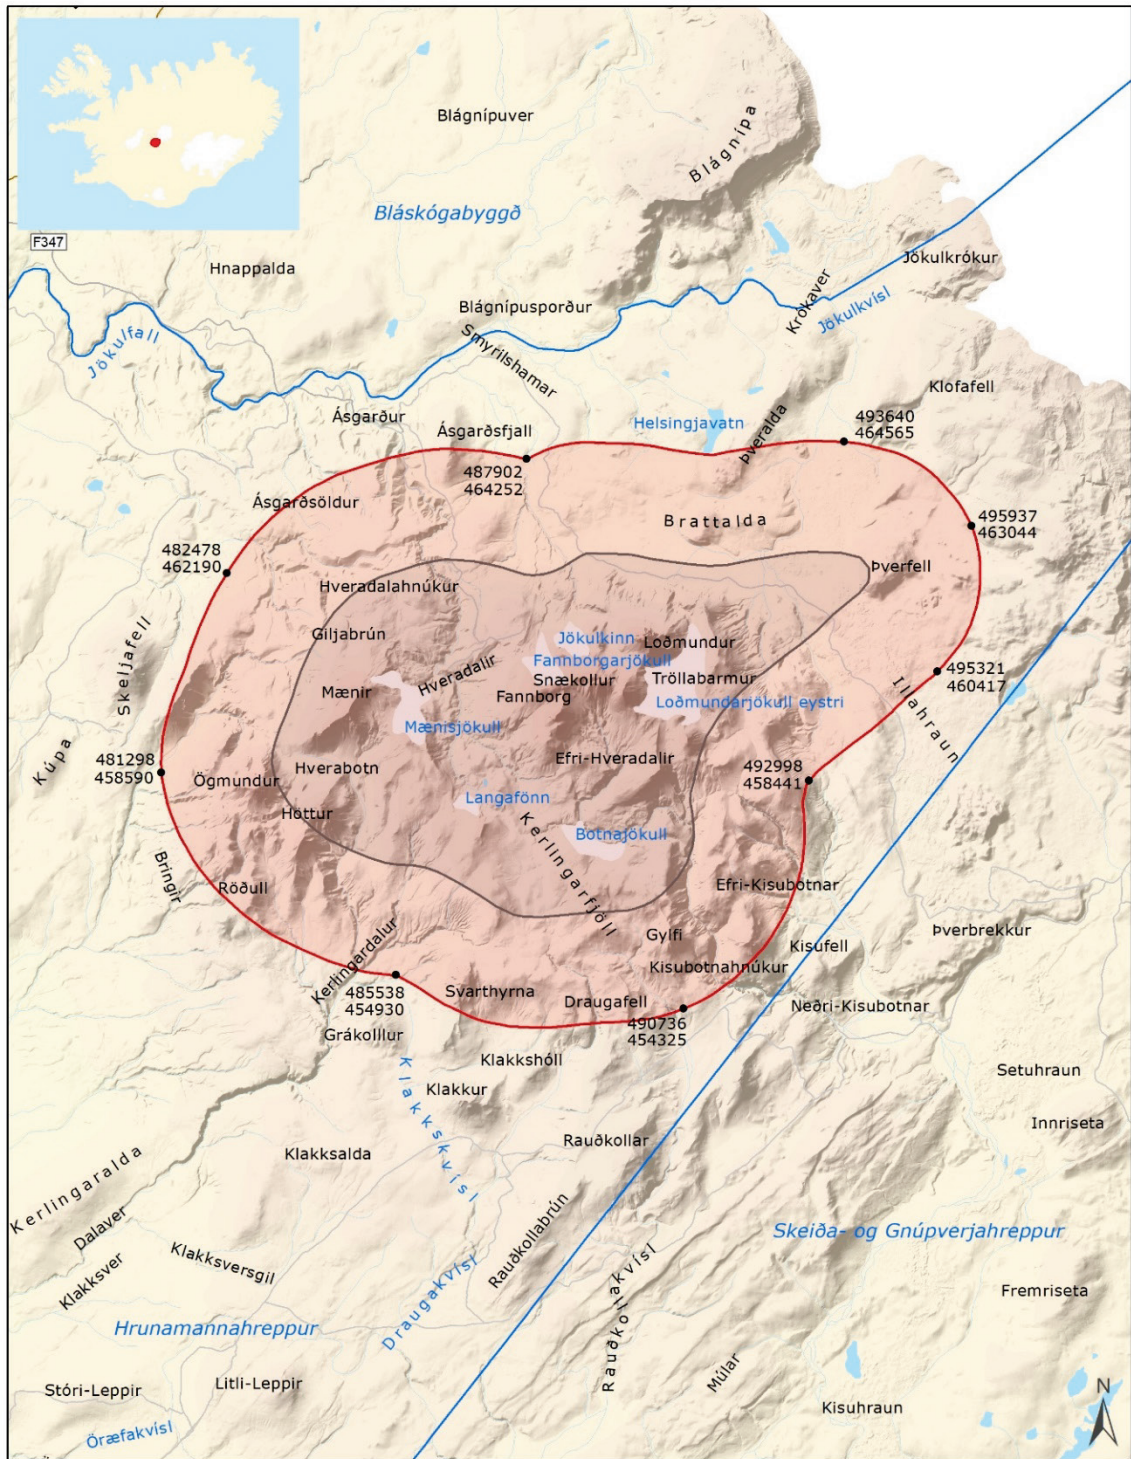 Blágnípuver
Blágnípa
Bláskógabyggð
F347
Hnappalda
Jökulkrókur
Krókaver
Jökulkvísl
Blágnípusporður
Smyrilshamar
Jökulfall
Klofafell
Ásgarður
Ásgarðsfjall
Helsingjavatn
Þveralda
493640
464565
487902
464252
Ásgarðsöldur
Brattalda
495937
463044
482478
462190
Þverfell
Hveradalahnúkur
Giljabrún
Jökulkinn
Loðmundur
Fannborgarjökull
Skeljafell
Hveradalir
Snækollur
Tröllabarmur
Mænir
Fannborg
Loðmundarjökull eystri
495321
460417
Illahraun
Mænisjökull
Kúpa
481298
458590
Ögmundur
Hverabotn
Efri-Hveradalir
492998
458441
Langafönn
Höttur
Botnajökull
Kerlingarfjöll
Bringir
Röðull
Efri-Kisubotnar
Gylfi
Kisufell
Þverbrekkur
Kerlingardalur
Kisubotnahnúkur
485538
454930
Svarthyrna
Draugafell
490736
454325
Neðri-Kisubotnar
Grákolllur
Klakkshóll
Klakkur
Klakkskvísl
Setuhraun
Innriseta
Rauðkollar
Klakksalda
Kerlingaralda
Dalaver
Klakksver
Klakksversgil
Rauðkollabrún
Draugakvísl
Rauðkollakvísl
Skeiða- og Gnúpverjahreppur
Fremriseta
Hrunamannahreppur
Múlar
Stóri-Leppir
Litli-Leppir
Kisuhraun
Öræfakvísl
N